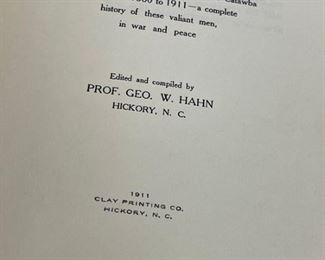 Catawba
to 1911—a complete
history of these valiant men,
in war and peace
Edited and compiled by
PROF. GEO. W. HAHN
HICKORY, N. C.
1911
CLAY PRINTING CO.
HICKORY, N. C.